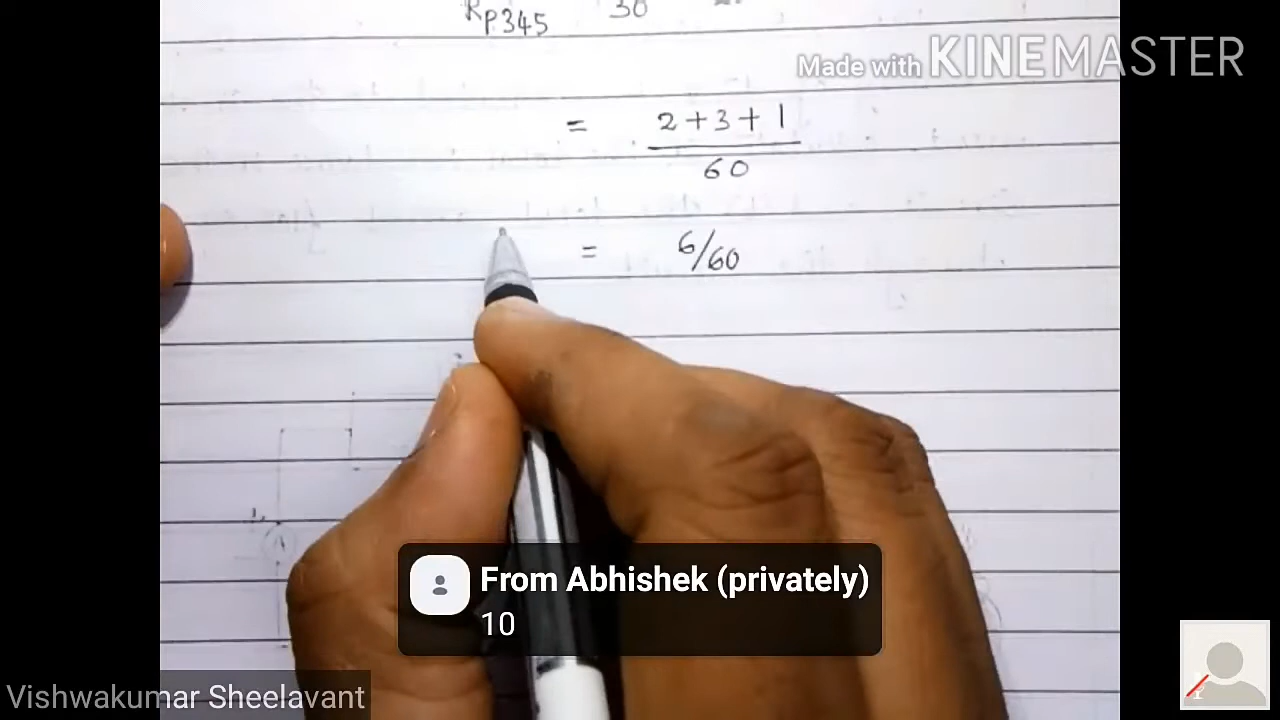 RP345 30
Made with KINEMASTER
= 2+3+1
60
= 6/60
From Abhishek (privately)
10
Vishwakumar Sheelavant